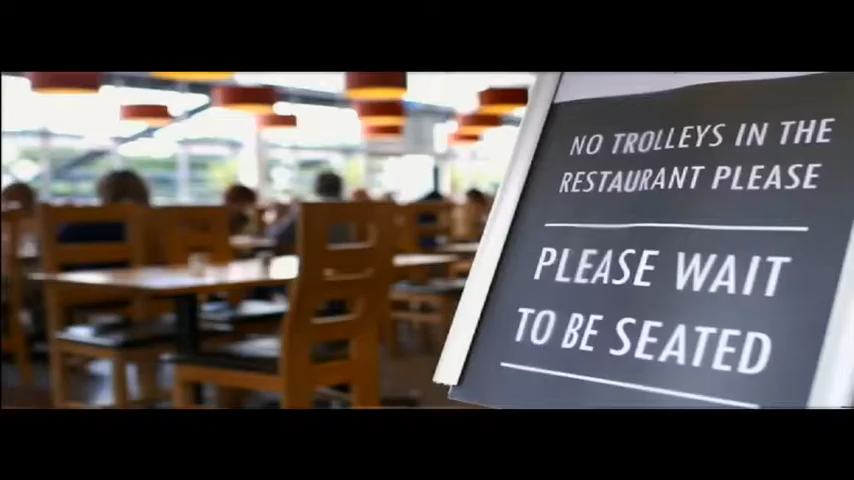 NO TROLLEYS IN THE
RESTAURANT PLEASE
PLEASE WAIT
TO BE SEATED